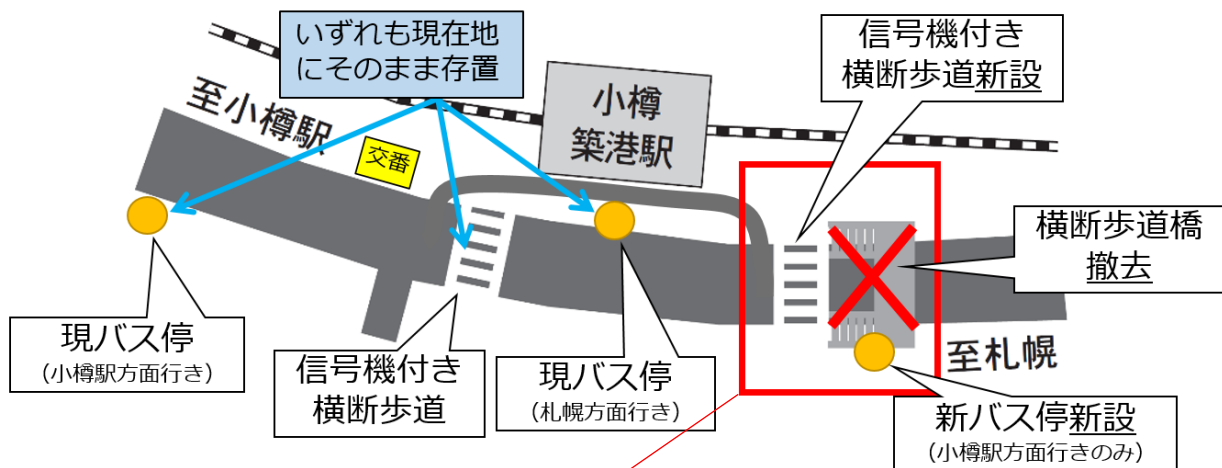 いずれも現在地
にそのまま存置
信号機付き
横断歩道新設
至小樽駅
交番
小樽
築港駅
横断歩道橋
撤去
現バス停
(小樽駅方面行き)
信号機付き
横断歩道
現バス停
(札幌方面行き)
至札幌
新バス停新設
(小樽駅方面行きのみ)